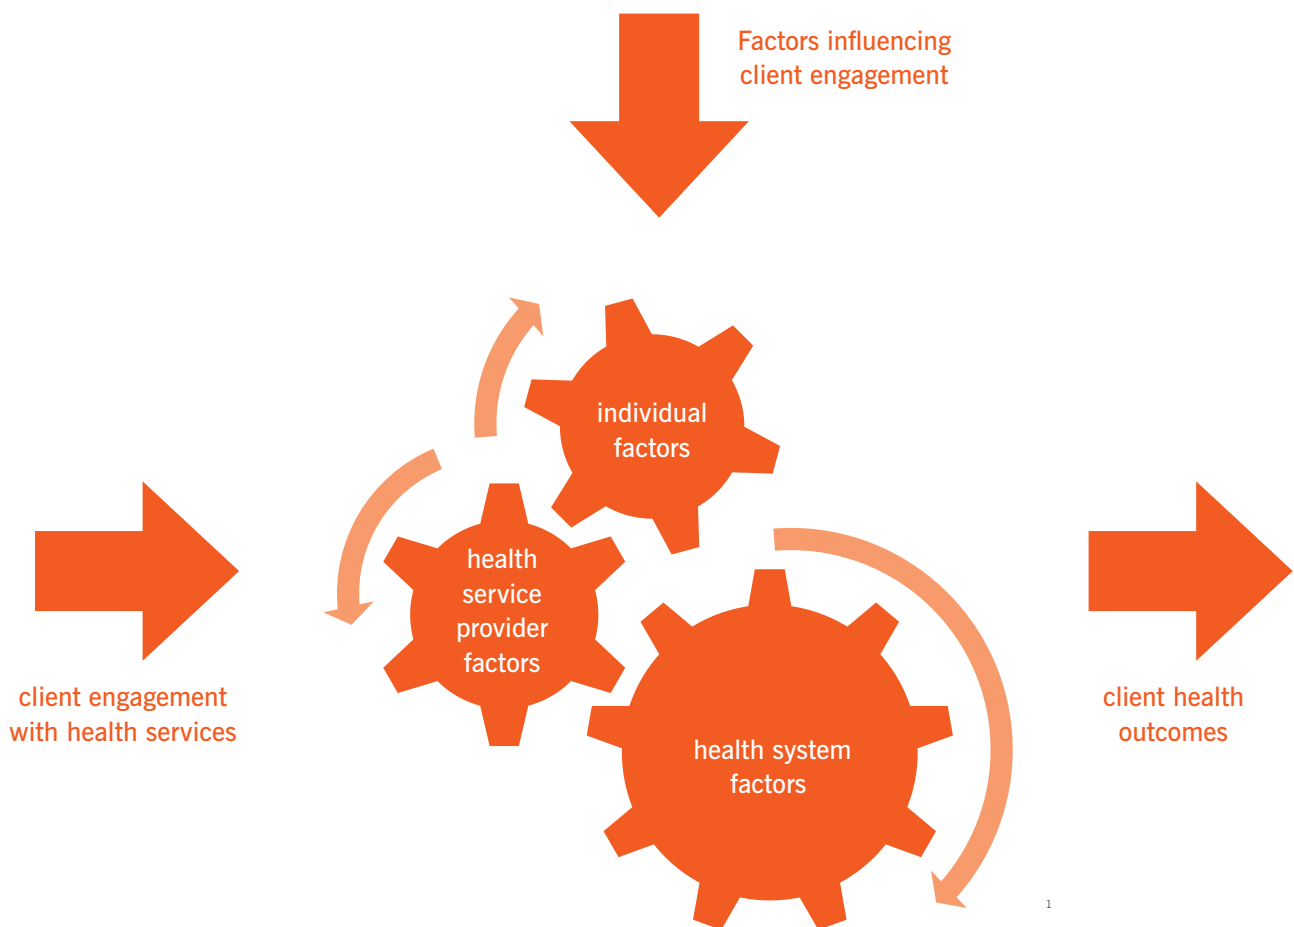 Factors influencing
client engagement
individual
factors
health
service
provider
factors
client engagement
with health services
health system
factors
client health
outcomes
1